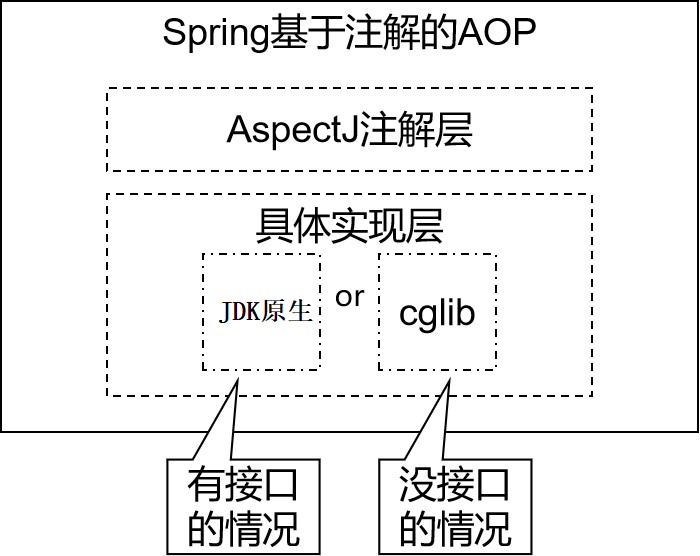 Spring基于注解的AOP
AspectJ注解层
具体实现层
JDK原生
or
cglib
有接口
的情况
没接口
的情况